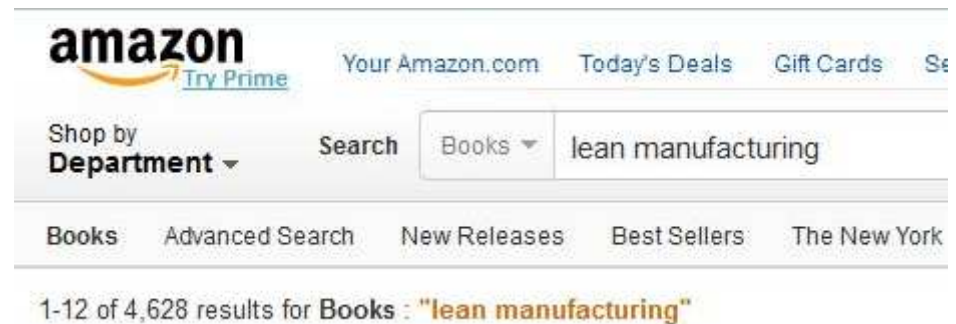 amazon
Try Prime
Your Amazon.com Today's Deals Gift Cards
Shop by
Department
Search Books lean manufacturing
Books Advanced Search New Releases Best Sellers The New York
1-12 of 4,628 results for Books : "lean manufacturing"